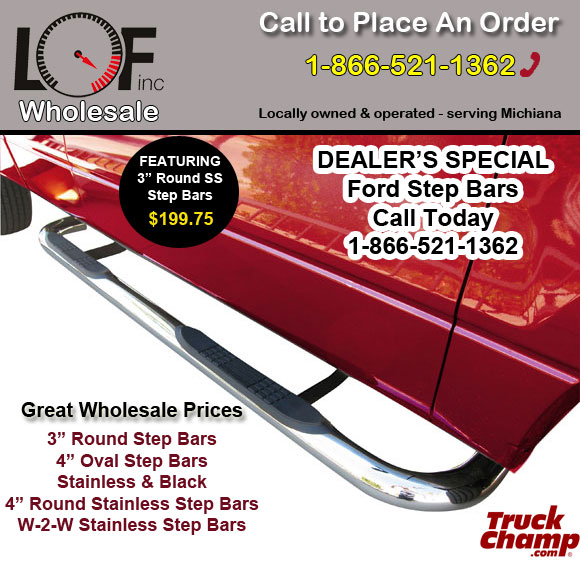 LOF inc
Wholesale
Call to Place An Order
1-866-521-1362
Locally owned & operated - serving Michiana
FEATURING
3” Round SS
Step Bars
$199.75
DEALER’S SPECIAL
Ford Step Bars
Call Today
1-866-521-1362
Great Wholesale Prices
3” Round Step Bars
4” Oval Step Bars
Stainless & Black
4” Round Stainless Step Bars
W-2-W Stainless Step Bars
Truck
Champ.com